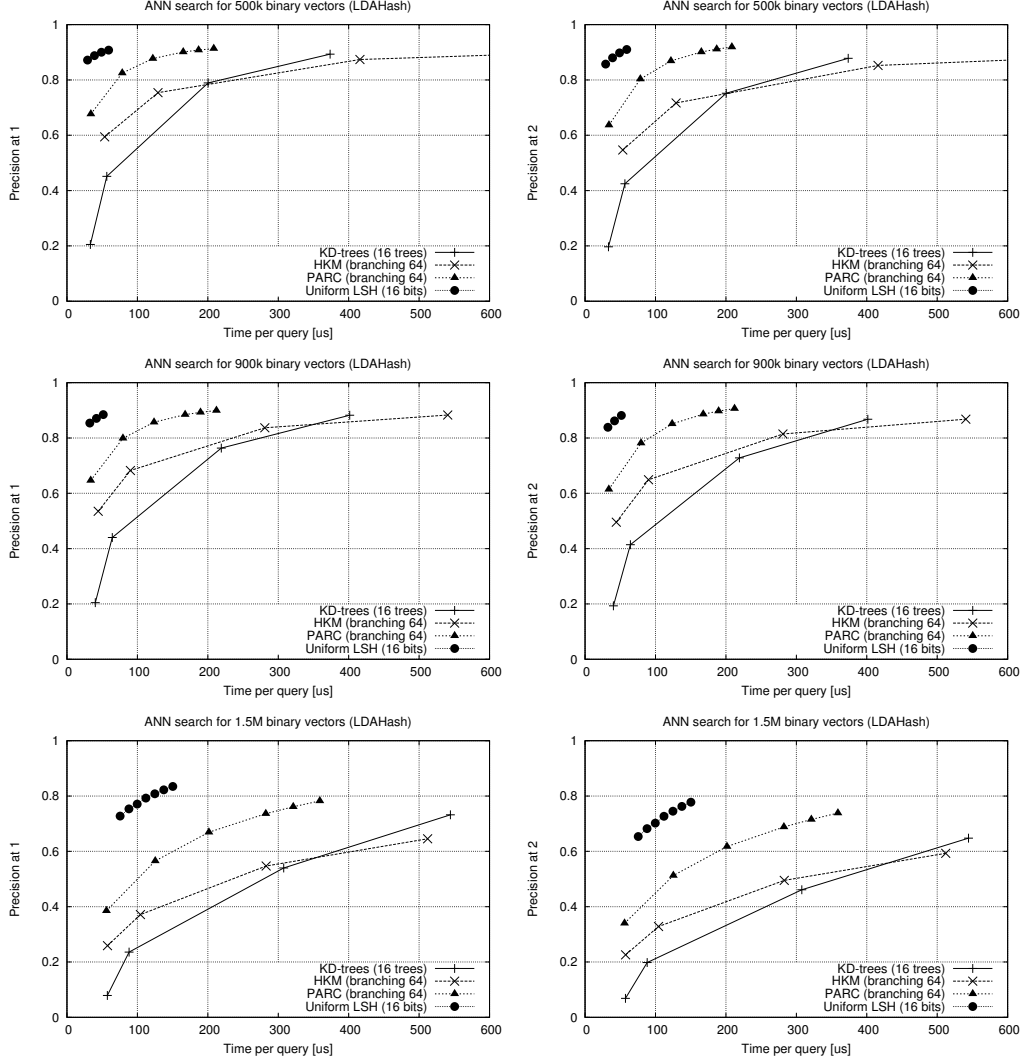 ANN search for 500k binary vectors (LDAHash)
1
0.8
0.6
0.4
0.2
0
Precision at 1
KD-trees (16 trees)
HKM (branching 64)
PARC (branching 64)
Uniform LSH (16 bits)
0 100 200 300 400 500 600
Time per query [us]
ANN search for 500k binary vectors (LDAHash)
1
0.8
0.6
0.4
0.2
0
Precision at 2
KD-trees (16 trees)
HKM (branching 64)
PARC (branching 64)
Uniform LSH (16 bits)
0 100 200 300 400 500 600
Time per query [us]
ANN search for 900k binary vectors (LDAHash)
1
0.8
0.6
0.4
0.2
0
Precision at 1
KD-trees (16 trees)
HKM (branching 64)
PARC (branching 64)
Uniform LSH (16 bits)
0 100 200 300 400 500 600
Time per query [us]
ANN search for 900k binary vectors (LDAHash)
1
0.8
0.6
0.4
0.2
0
Precision at 2
KD-trees (16 trees)
HKM (branching 64)
PARC (branching 64)
Uniform LSH (16 bits)
0 100 200 300 400 500 600
Time per query [us]
ANN search for 1.5M binary vectors (LDAHash)
1
0.8
0.6
0.4
0.2
0
Precision at 1
KD-trees (16 trees)
HKM (branching 64)
PARC (branching 64)
Uniform LSH (16 bits)
0 100 200 300 400 500 600
Time per query [us]
ANN search for 1.5M binary vectors (LDAHash)
1
0.8
0.6
0.4
0.2
0
Precision at 2
KD-trees (16 trees)
HKM (branching 64)
PARC (branching 64)
Uniform LSH (16 bits)
0 100 200 300 400 500 600
Time per query [us]